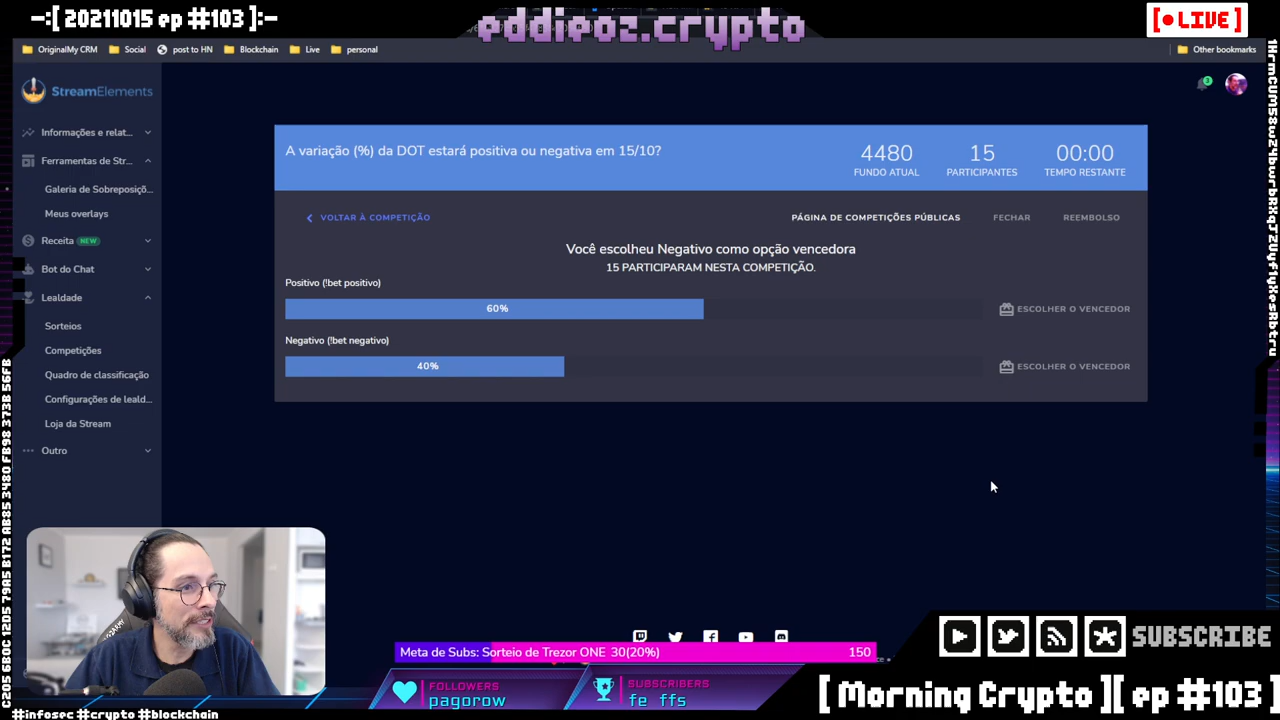 –:[ 20211015 ep #103 ]:–
eddieoz.crypto
[•LIVE]
OriginalMy CRM
Social
post to HN
Blockchain
Live
personal
Other bookmarks
StreamElements
3
Informações e relat...
Ferramentas de Str...
Galeria de Sobreposiçõ...
Meus overlays
Receita NEW
Bot do Chat
Lealdade
Sorteios
Competições
Quadro de classificação
Configurações de leald...
Loja da Stream
Outro
A variação (%) da DOT estará positiva ou negativa em 15/10?
4480
FUNDO ATUAL
15
PARTICIPANTES
00:00
TEMPO RESTANTE
VOLTAR À COMPETIÇÃO
PÁGINA DE COMPETIÇÕES PÚBLICAS
FECHAR
REEMBOLSO
Você escolheu Negativo como opção vencedora
15 PARTICIPARAM NESTA COMPETIÇÃO.
Positivo (!bet positivo)
60%
ESCOLHER O VENCEDOR
Negativo (!bet negativo)
40%
ESCOLHER O VENCEDOR
Meta de Subs: Sorteio de Trezor ONE 30(20%)
150
FOLLOWERS
pagorow
SUBSCRIBERS
fe ffs
SUBSCRIBE
[ Morning Crypto ][ ep #103 ]
#infosec #crypto #blockchain